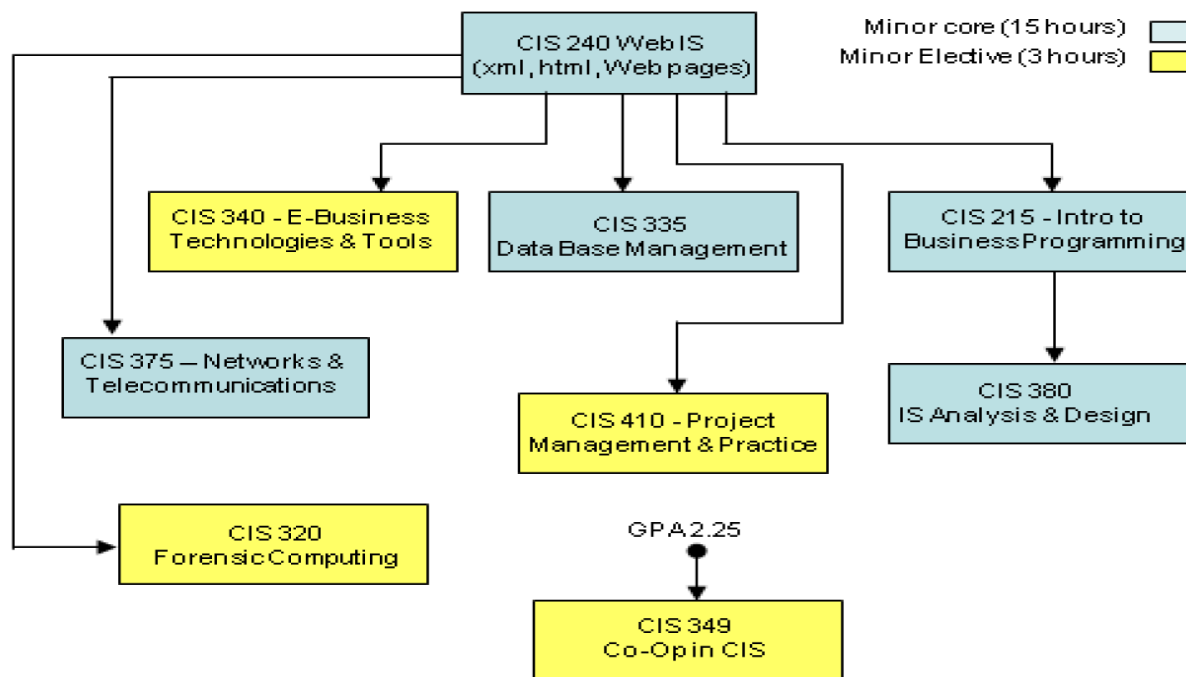 CIS 240 Web IS
(xml, html, Web pages)
Minor core (15 hours)
Minor Elective (3 hours)
CIS 340 - E-Business
Technologies & Tools
CIS 335
Data Base Management
CIS 215 - Intro to
Business Programming
CIS 375 – Networks &
Telecommunications
CIS 410 - Project
Management & Practice
CIS 380
IS Analysis & Design
CIS 320
Forensic Computing
GPA 2.25
CIS 349
Co-Op in CIS